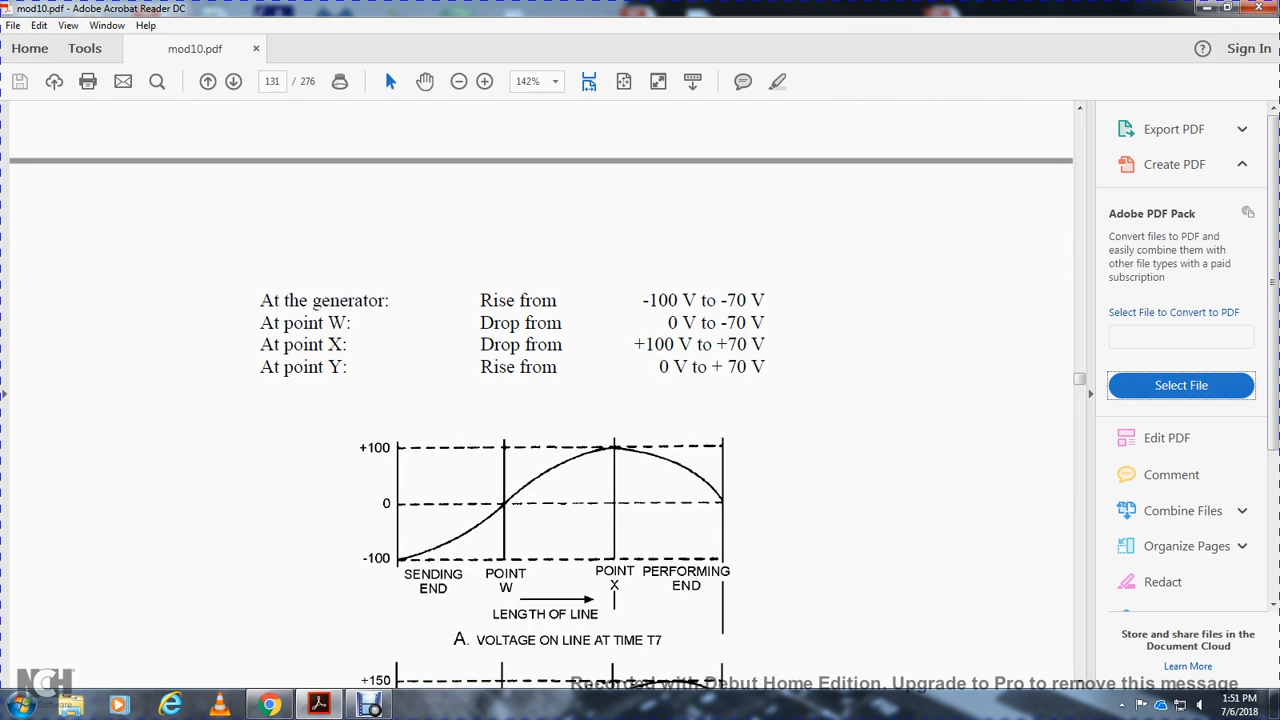 mod10.pdf - Adobe Acrobat Reader DC
File Edit View Window Help
Home Tools mod10.pdf × Sign In
131 / 276 142%
At the generator: Rise from -100 V to -70 V
At point W: Drop from 0 V to -70 V
At point X: Drop from +100 V to +70 V
At point Y: Rise from 0 V to + 70 V
+100
0
-100
SENDING END
POINT W
POINT X
PERFORMING END
LENGTH OF LINE
A. VOLTAGE ON LINE AT TIME T7
+150
Export PDF
Create PDF
Adobe PDF Pack
Convert files to PDF and
easily combine them with
other file types with a paid
subscription
Select File to Convert to PDF
Select File
Edit PDF
Comment
Combine Files
Organize Pages
Redact
Store and share files in the
Document Cloud
Learn More
NCH
Software
Recorded with Debut Home Edition. Upgrade to Pro to remove this message
1:51 PM
7/6/2018